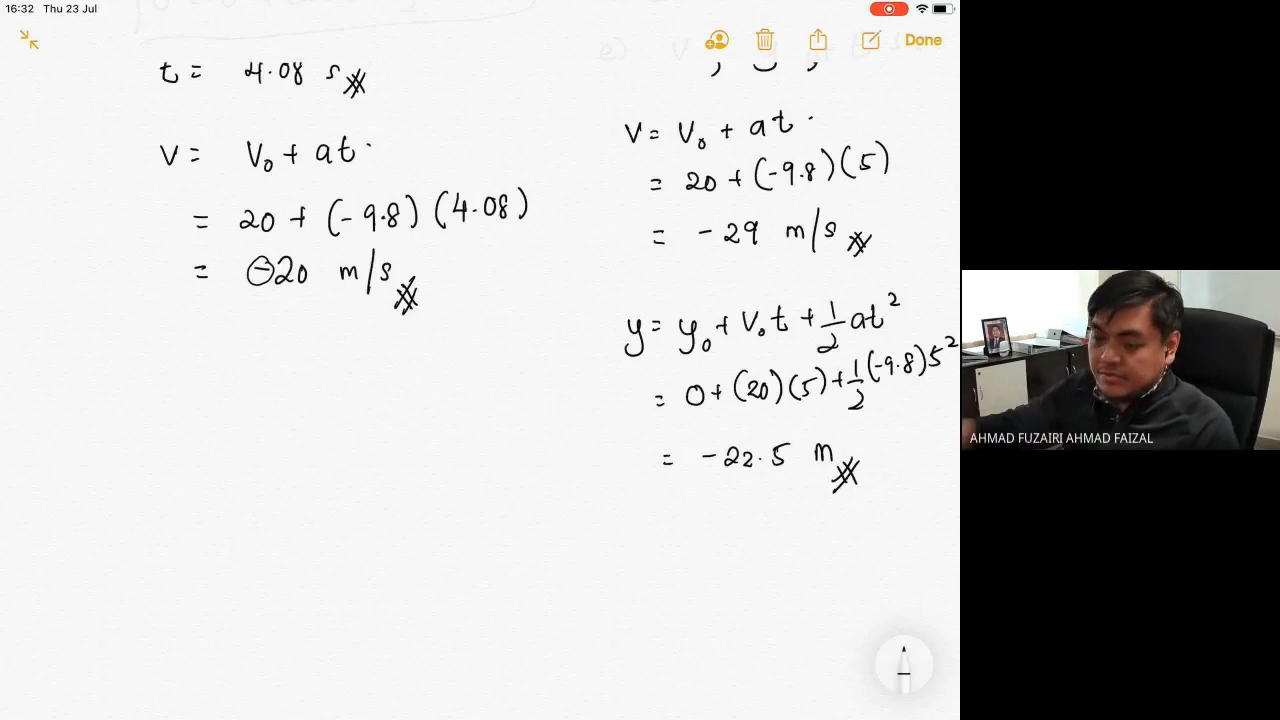 16:32 Thu 23 Jul
Done
t = 4.08 s
v = v₀ + at
= 20 + (-9.8) (4.08)
= -20 m/s
v = v₀ + at
= 20 + (-9.8)(5)
= -29 m/s
y = y₀ + v₀t + 1/2 at²
= 0 + (20)(5) + 1/2 (-9.8) 5²
= -22.5 m
AHMAD FUZAIRI AHMAD FAIZAL